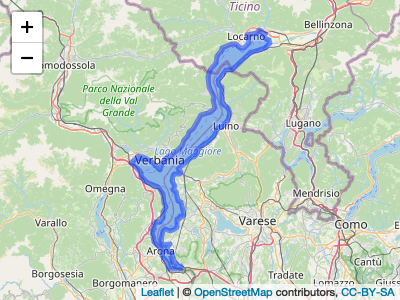 +
−
Ticino
Bellinzona
Locarno
Domodossola
Parco Nazionale
della Val
Grande
Luino
Lugano
Lago Maggiore
Verbania
Omegna
Mendrisio
Varese
Como
Varallo
Arona
Cantù
Borgosesia
Borgomanero
Tradate
Lomazzo
Leaflet | © OpenStreetMap contributors, CC-BY-SA